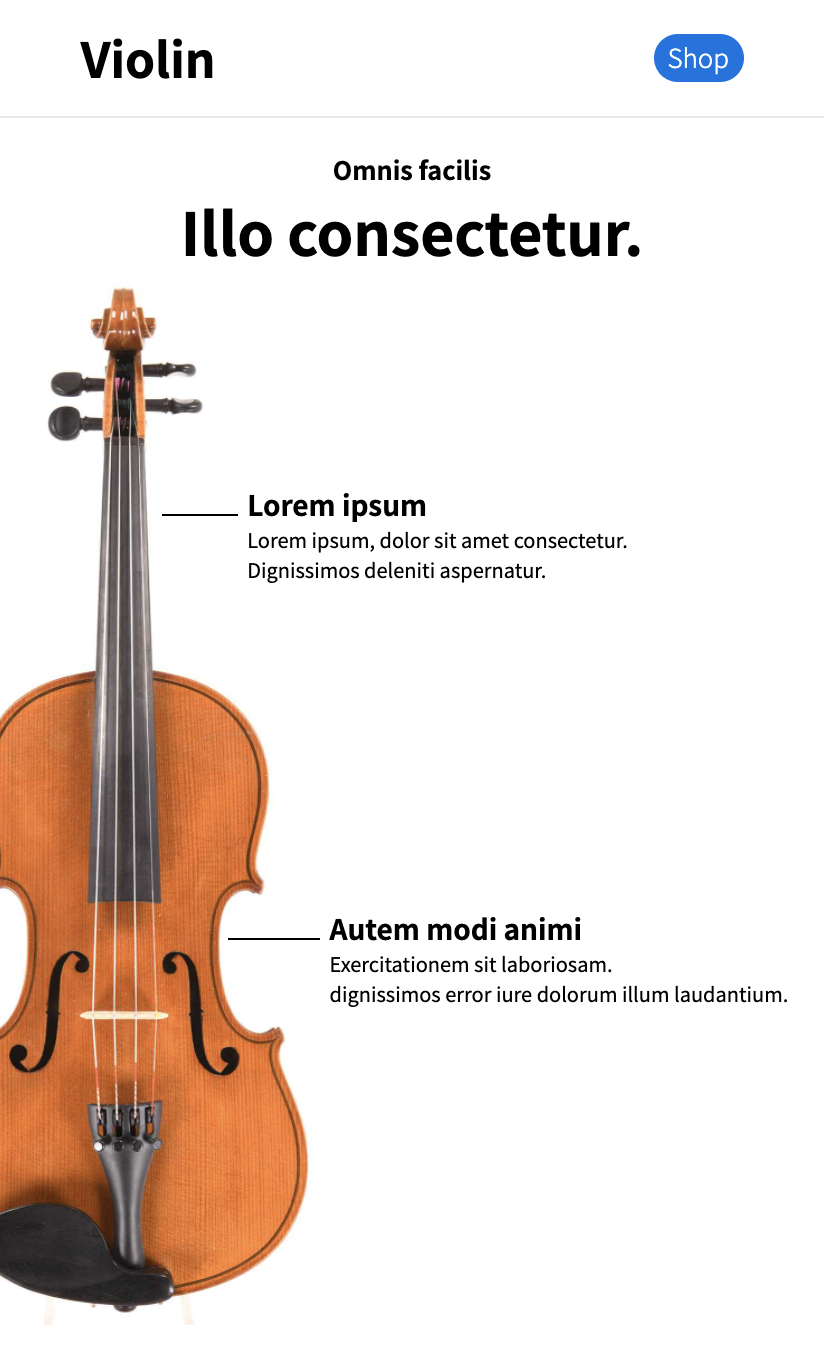 Violin
Shop
Omnis facilis
Illo consectetur.
Lorem ipsum
Lorem ipsum, dolor sit amet consectetur.
Dignissimos deleniti aspernatur.
Autem modi animi
Exercitationem sit laboriosam.
dignissimos error iure dolorum illum laudantium.